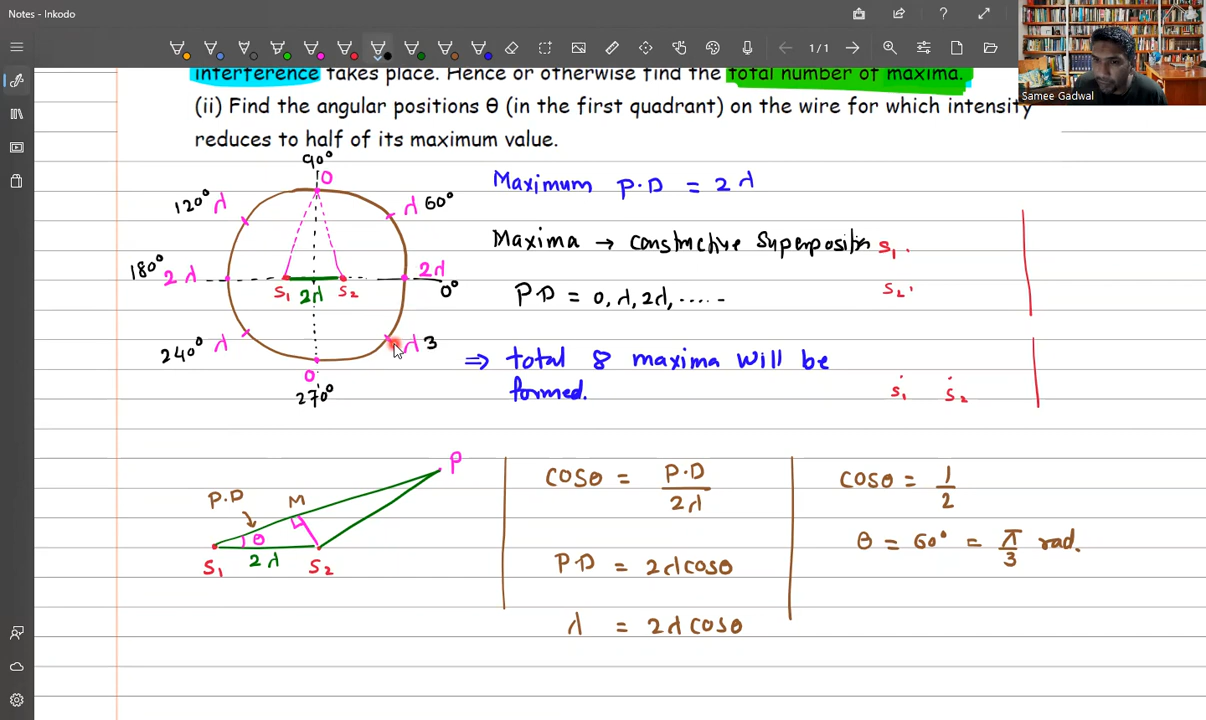 Notes - Inkodo
1/1
Samee Gadwal
interference takes place. Hence or otherwise find the total number of maxima.
(ii) Find the angular positions θ (in the first quadrant) on the wire for which intensity
reduces to half of its maximum value.
90°
0
120° λ
λ 60°
180° 2λ
2λ
0°
S1 2λ S2
240° λ
λ 3
0
270°
Maximum P.D = 2λ
Maxima → constructive Superposition
PD = 0, λ, 2λ, ......
⇒ total 8 maxima will be
formed.
S1
S2
S1 S2
P
P.D M
θ
S1 2λ S2
cosθ = P.D / 2λ
P.D = 2λcosθ
λ = 2λcosθ
cosθ = 1/2
θ = 60° = π/3 rad.